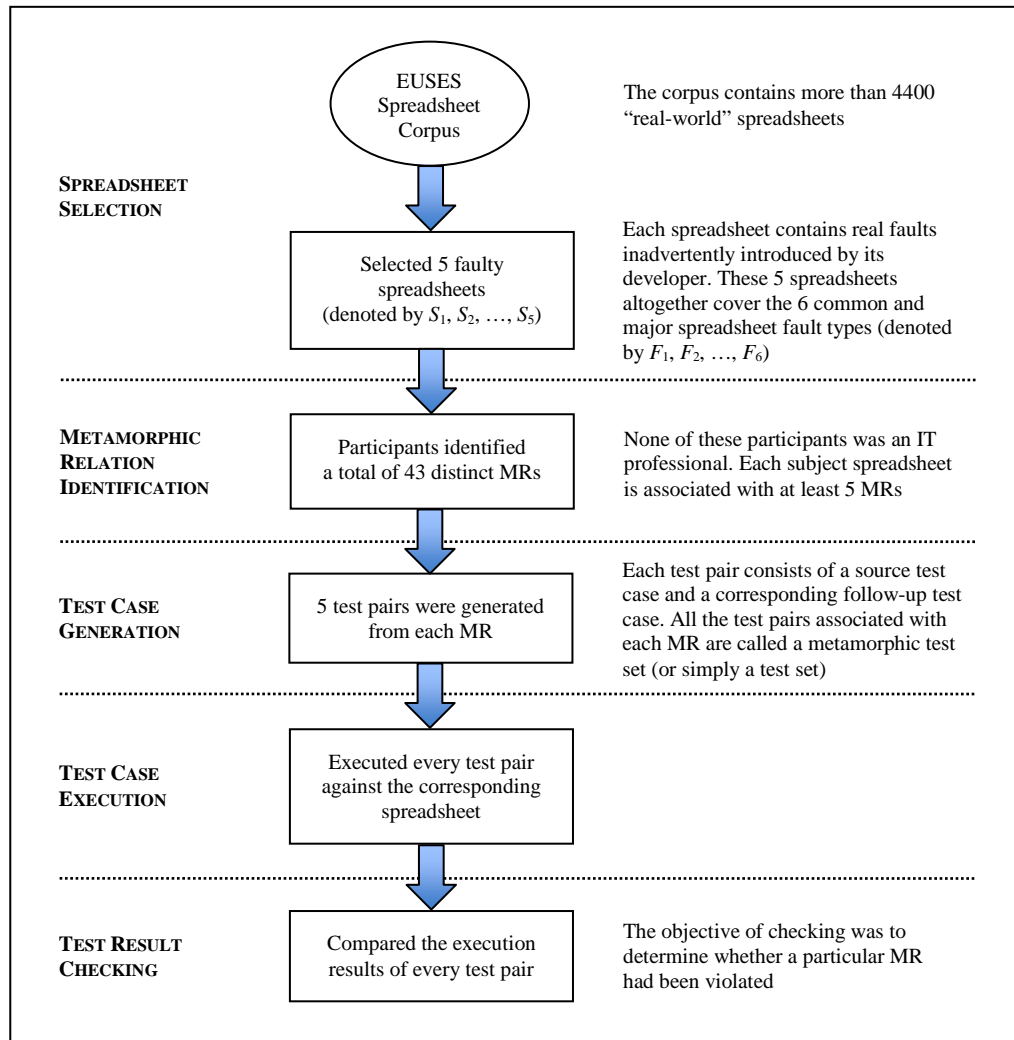 EUSES
Spreadsheet
Corpus
The corpus contains more than 4400
“real-world” spreadsheets
SPREADSHEET
SELECTION
Selected 5 faulty
spreadsheets
(denoted by S1, S2, …, S5)
Each spreadsheet contains real faults
inadvertently introduced by its
developer. These 5 spreadsheets
altogether cover the 6 common and
major spreadsheet fault types (denoted
by F1, F2, …, F6)
METAMORPHIC
RELATION
IDENTIFICATION
Participants identified
a total of 43 distinct MRs
None of these participants was an IT
professional. Each subject spreadsheet
is associated with at least 5 MRs
TEST CASE
GENERATION
5 test pairs were generated
from each MR
Each test pair consists of a source test
case and a corresponding follow-up test
case. All the test pairs associated with
each MR are called a metamorphic test
set (or simply a test set)
TEST CASE
EXECUTION
Executed every test pair
against the corresponding
spreadsheet
TEST RESULT
CHECKING
Compared the execution
results of every test pair
The objective of checking was to
determine whether a particular MR
had been violated